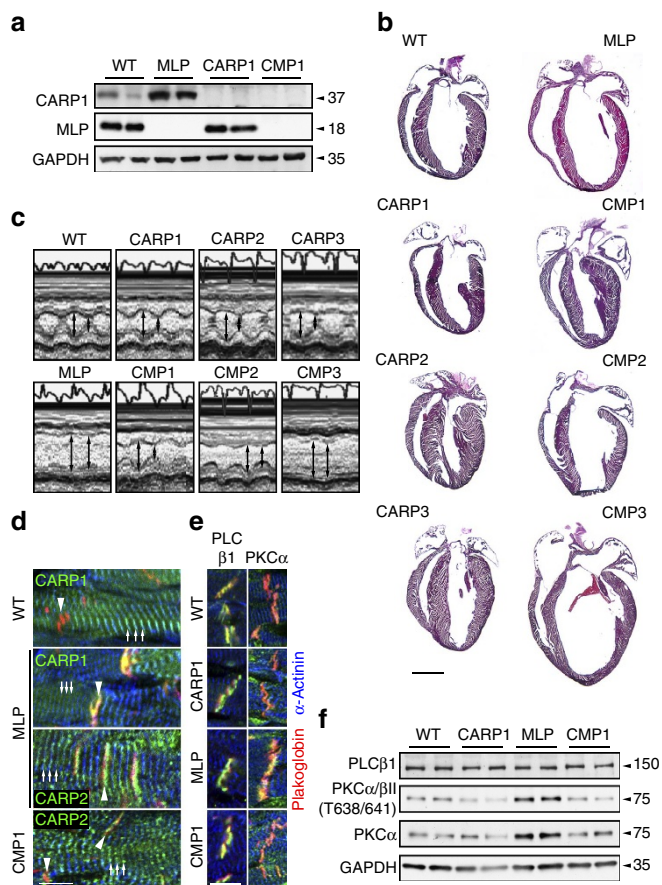 a
WT MLP CARP1 CMP1
CARP1 37
MLP 18
GAPDH 35
b
WT MLP
CARP1 CMP1
CARP2 CMP2
CARP3 CMP3
c
WT CARP1 CARP2 CARP3
MLP CMP1 CMP2 CMP3
d
WT
CARP1
MLP
CARP1
CARP2
CMP1
CARP2
e
PLC
β1 PKCα
WT
CARP1
MLP
CMP1
α-Actinin
Plakoglobin
f
WT CARP1 MLP CMP1
PLCβ1 150
PKCα/βII
(T638/641) 75
PKCα 75
GAPDH 35